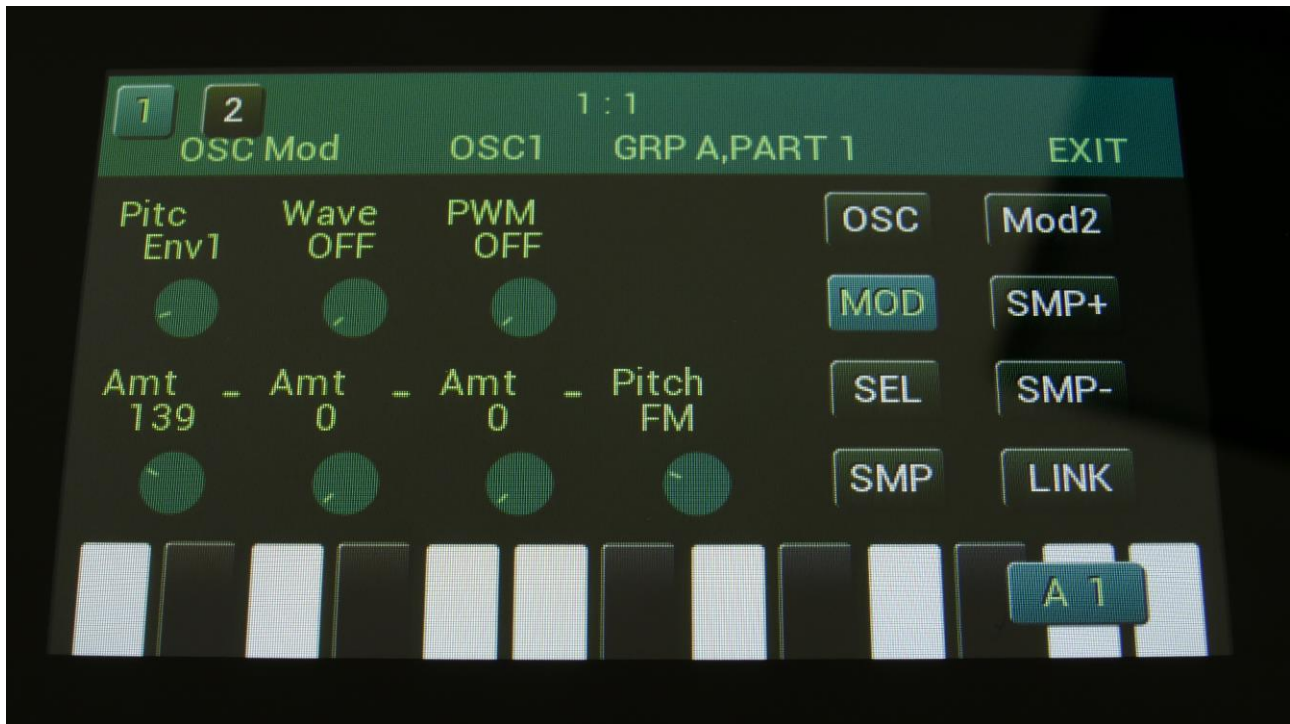 1 2 1 : 1
OSC Mod OSC1 GRP A,PART 1 EXIT
Pitc Wave PWM OSC Mod2
Env1 OFF OFF
MOD SMP+
Amt - Amt - Amt - Pitch SEL SMP-
139 0 0 FM
SMP LINK
A 1